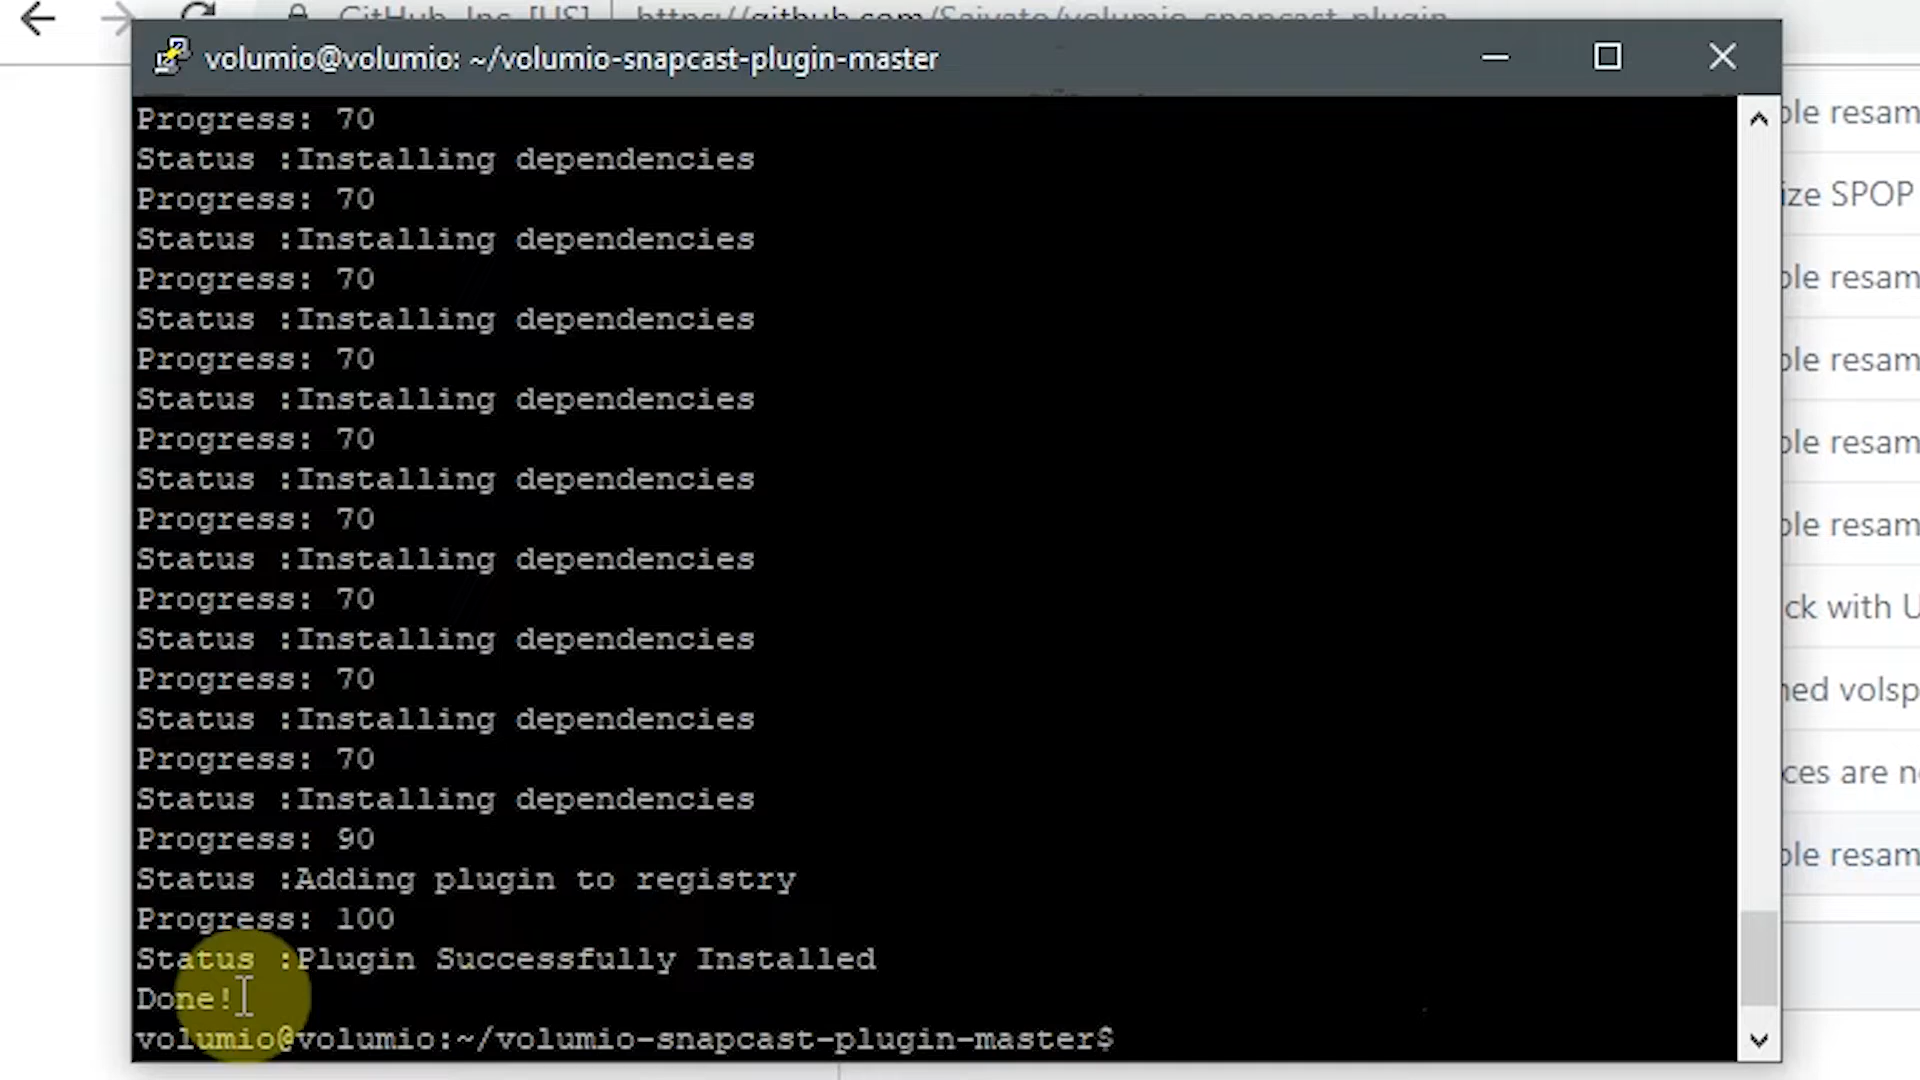 GitHub, Inc. [US] | https://github.com/Saiyato/volumio-snapcast-plugin
volumio@volumio: ~/volumio-snapcast-plugin-master
Progress: 70
Status :Installing dependencies
Progress: 70
Status :Installing dependencies
Progress: 70
Status :Installing dependencies
Progress: 70
Status :Installing dependencies
Progress: 70
Status :Installing dependencies
Progress: 70
Status :Installing dependencies
Progress: 70
Status :Installing dependencies
Progress: 70
Status :Installing dependencies
Progress: 70
Status :Installing dependencies
Progress: 90
Status :Adding plugin to registry
Progress: 100
Status :Plugin Successfully Installed
Done!
volumio@volumio:~/volumio-snapcast-plugin-master$
ble resam
ize SPOP
ble resam
ble resam
ble resam
ble resam
ck with U
ned volsp
ces are n
ble resam